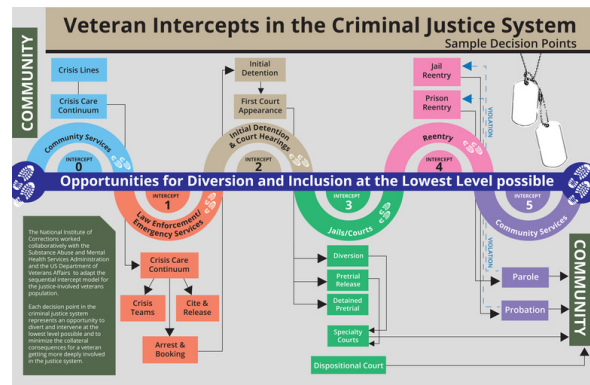 Veteran Intercepts in the Criminal Justice System
Sample Decision Points
COMMUNITY
Crisis Lines
Crisis Care
Continuum
Community Services
INTERCEPT
0
Initial
Detention
First Court
Appearance
Initial Detention
& Court Hearings
INTERCEPT
2
Jail
Reentry
Prison
Reentry
VIOLATION
Reentry
INTERCEPT
4
Opportunities for Diversion and Inclusion at the Lowest Level possible
INTERCEPT
1
Law Enforcement/
Emergency Services
INTERCEPT
3
Jails/Courts
INTERCEPT
5
Community Services
The National Institute of
Corrections worked
collaboratively with the
Substance Abuse and Mental
Health Services Administration
and the US Department of
Veterans Affairs to adapt the
sequential intercept model for
the justice-involved veterans
population.
Each decision point in the
criminal justice system
represents an opportunity to
divert and intervene at the
lowest level possible and to
minimize the collateral
consequences for a veteran
getting more deeply involved
in the justice system.
Crisis Care
Continuum
Crisis
Teams
Cite &
Release
Arrest &
Booking
Diversion
Pretrial
Release
Detained
Pretrial
Specialty
Courts
Dispositional Court
VIOLATION
Parole
Probation
COMMUNITY